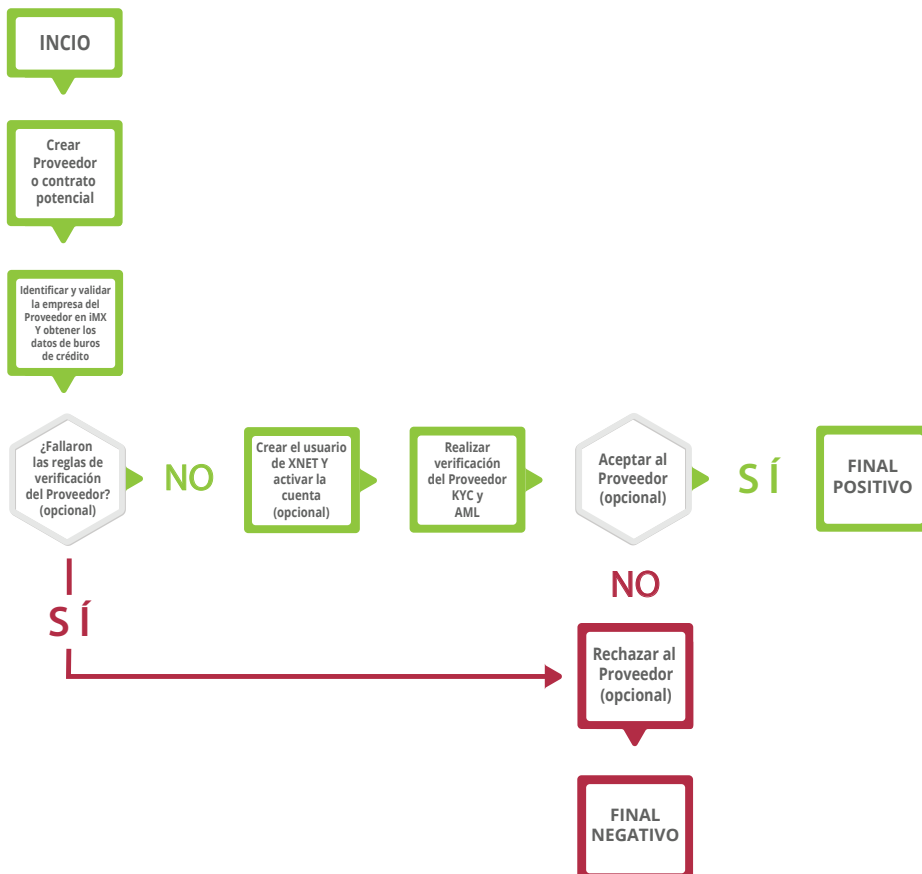 INCIO
Crear
Proveedor
o contrato
potencial
Identificar y validar
la empresa del
Proveedor en iMX
Y obtener los
datos de buros
de crédito
¿Fallaron
las reglas de
verificación
del Proveedor?
(opcional)
NO
Crear el usuario
de XNET Y
activar la
cuenta
(opcional)
Realizar
verificación
del Proveedor
KYC y
AML
Aceptar al
Proveedor
(opcional)
SÍ
FINAL
POSITIVO
SÍ
NO
Rechazar al
Proveedor
(opcional)
FINAL
NEGATIVO